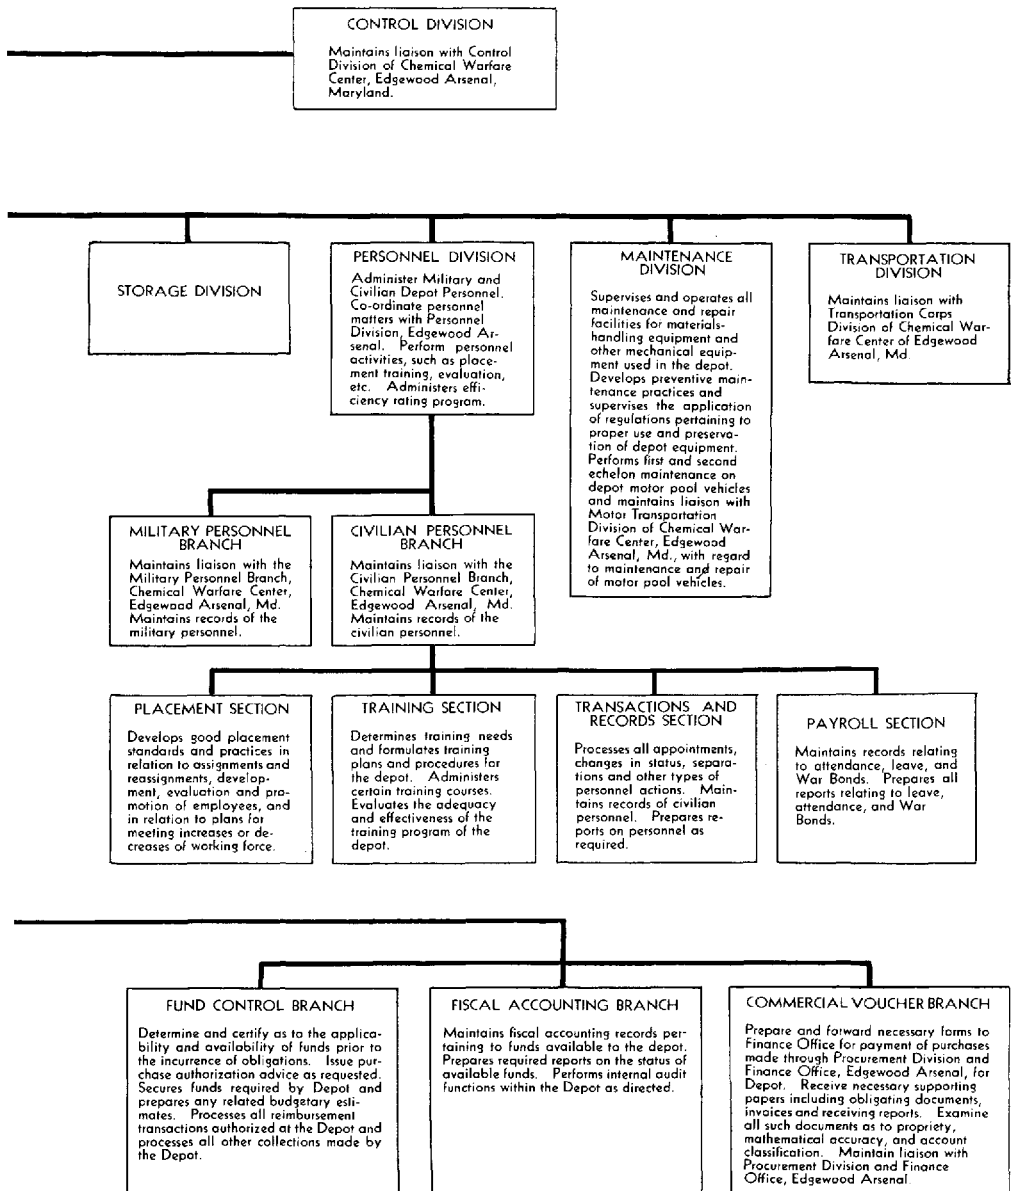 CONTROL DIVISION
Maintains liaison with Control
Division of Chemical Warfare
Center, Edgewood Arsenal,
Maryland.
STORAGE DIVISION
PERSONNEL DIVISION
Administer Military and
Civilian Depot Personnel.
Co-ordinate personnel
matters with Personnel
Division, Edgewood Ar-
senal. Perform personnel
activities, such as place-
ment training, evaluation,
etc. Administers effi-
ciency rating program.
MAINTENANCE
DIVISION
Supervises and operates all
maintenance and repair
facilities for materials-
handling equipment and
other mechanical equip-
ment used in the depot.
Develops preventive main-
tenance practices and
supervises the application
of regulations pertaining to
proper use and preserva-
tion of depot equipment.
Performs first and second
echelon maintenance on
depot motor pool vehicles
and maintains liaison with
Motor Transportation
Division of Chemical War-
fare Center, Edgewood
Arsenal, Md., with regard
to maintenance and repair
of motor pool vehicles.
TRANSPORTATION
DIVISION
Maintains liaison with
Transportation Corps
Division of Chemical War-
fare Center of Edgewood
Arsenal, Md.
MILITARY PERSONNEL
BRANCH
Maintains liaison with the
Military Personnel Branch,
Chemical Warfare Center,
Edgewood Arsenal, Md.
Maintains records of the
military personnel.
CIVILIAN PERSONNEL
BRANCH
Maintains liaison with the
Civilian Personnel Branch,
Chemical Warfare Center,
Edgewood Arsenal, Md.
Maintains records of the
civilian personnel.
PLACEMENT SECTION
Develops good placement
standards and practices in
relation to assignments and
reassignments, develop-
ment, evaluation and pro-
motion of employees, and
in relation to plans for
meeting increases or de-
creases of working force.
TRAINING SECTION
Determines training needs
and formulates training
plans and procedures for
the depot. Administers
certain training courses.
Evaluates the adequacy
and effectiveness of the
training program of the
depot.
TRANSACTIONS AND
RECORDS SECTION
Processes all appointments,
changes in status, separa-
tions and other types of
personnel actions. Main-
tains records of civilian
personnel. Prepares re-
ports on personnel as
required.
PAYROLL SECTION
Maintains records relating
to attendance, leave, and
War Bonds. Prepares all
reports relating to leave,
attendance, and War
Bonds.
FUND CONTROL BRANCH
Determine and certify as to the applica-
bility and availability of funds prior to
the incurrence of obligations. Issue pur-
chase authorization advice as requested.
Secures funds required by Depot and
prepares any related budgetary esti-
mates. Processes all reimbursement
transactions authorized at the Depot and
processes all other collections made by
the Depot.
FISCAL ACCOUNTING BRANCH
Maintains fiscal accounting records per-
taining to funds available to the depot.
Prepares required reports on the status of
available funds. Performs internal audit
functions within the Depot as directed.
COMMERCIAL VOUCHER BRANCH
Prepare and forward necessary forms to
Finance Office for payment of purchases
made through Procurement Division and
Finance Office, Edgewood Arsenal, for
Depot. Receive necessary supporting
papers including obligating documents,
invoices and receiving reports. Examine
all such documents as to propriety,
mathematical accuracy, and account
classification. Maintain liaison with
Procurement Division and Finance
Office, Edgewood Arsenal.